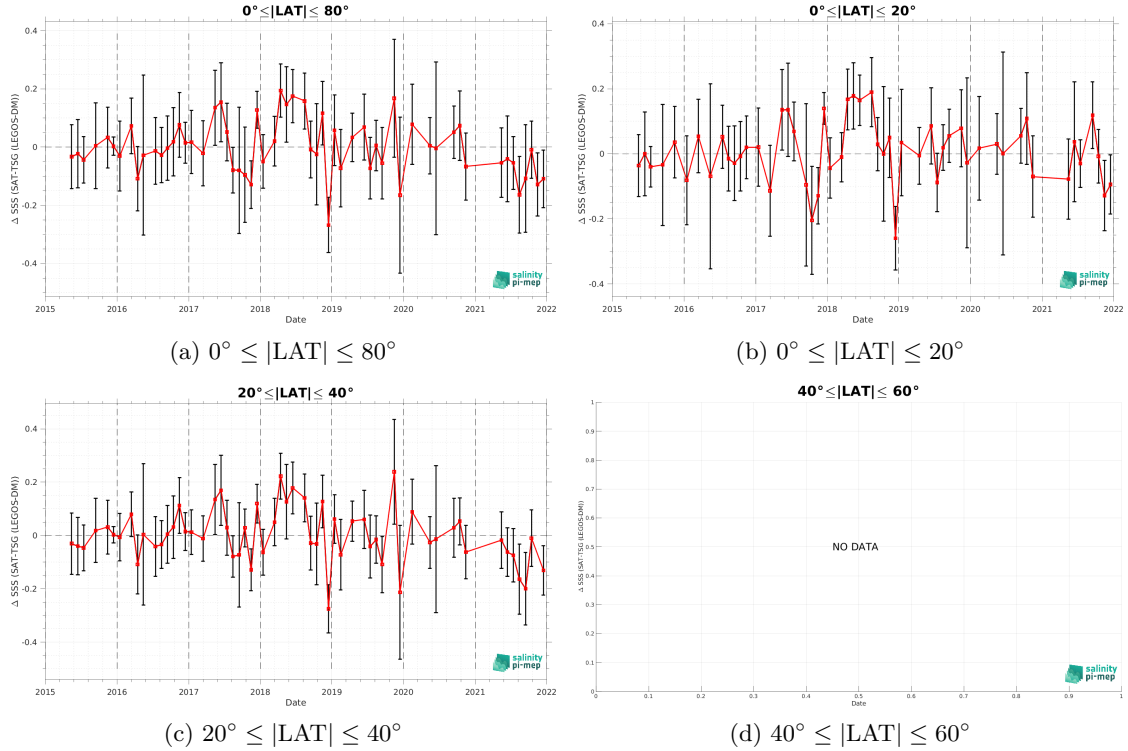 0°≤|LAT|≤ 80°
Δ SSS (SAT-TSG (LEGOS-DM))
0.4
0.2
0
-0.2
-0.4
2015 2016 2017 2018 2019 2020 2021 2022
Date
salinity
pi-mep
(a) 0° ≤ |LAT| ≤ 80°
0°≤|LAT|≤ 20°
Δ SSS (SAT-TSG (LEGOS-DM))
0.4
0.2
0
-0.2
-0.4
2015 2016 2017 2018 2019 2020 2021 2022
Date
salinity
pi-mep
(b) 0° ≤ |LAT| ≤ 20°
20°≤|LAT|≤ 40°
Δ SSS (SAT-TSG (LEGOS-DM))
0.4
0.2
0
-0.2
-0.4
2015 2016 2017 2018 2019 2020 2021 2022
Date
salinity
pi-mep
(c) 20° ≤ |LAT| ≤ 40°
40°≤|LAT|≤ 60°
Δ SSS (SAT-TSG (LEGOS-DM))
1
0.9
0.8
0.7
0.6
0.5
0.4
0.3
0.2
0.1
0
NO DATA
0 0.1 0.2 0.3 0.4 0.5 0.6 0.7 0.8 0.9 1
Date
salinity
pi-mep
(d) 40° ≤ |LAT| ≤ 60°